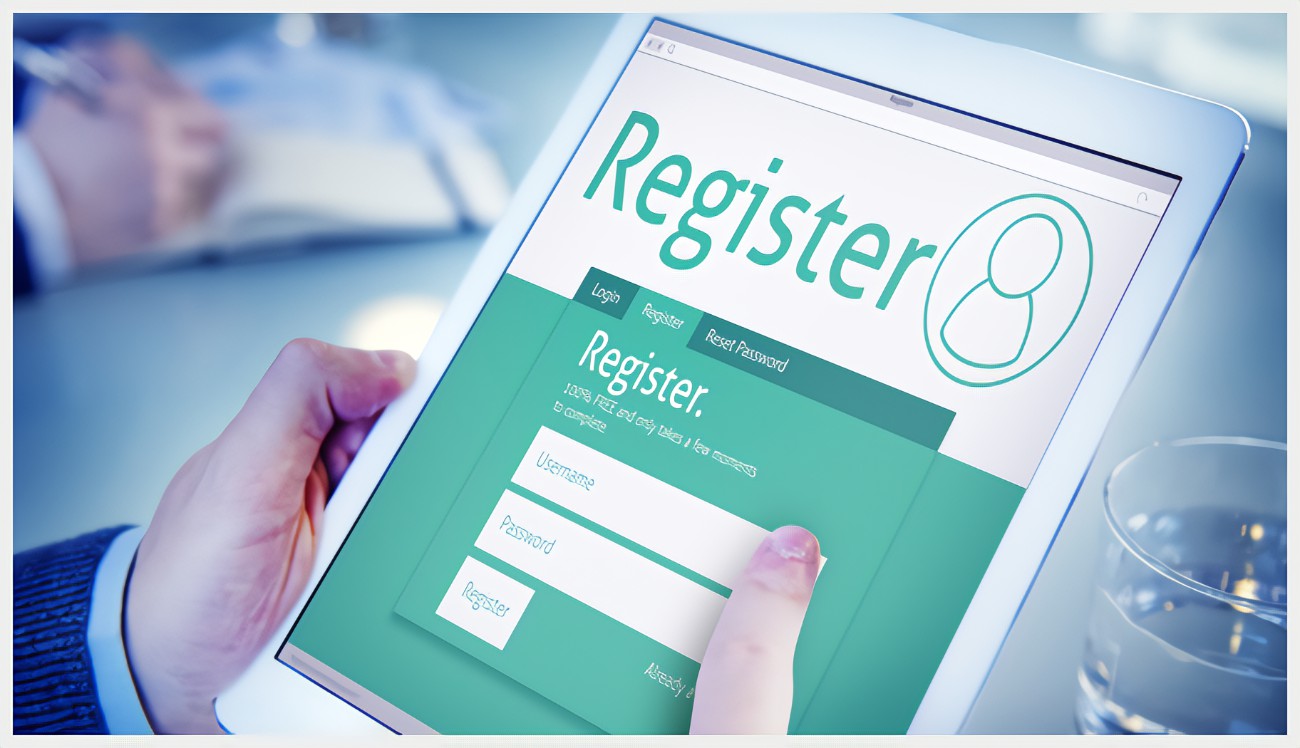 Register
Login Register Reset Password
Register.
100% FREE and only takes a few moments
to complete
Username
Password
Register
Already a